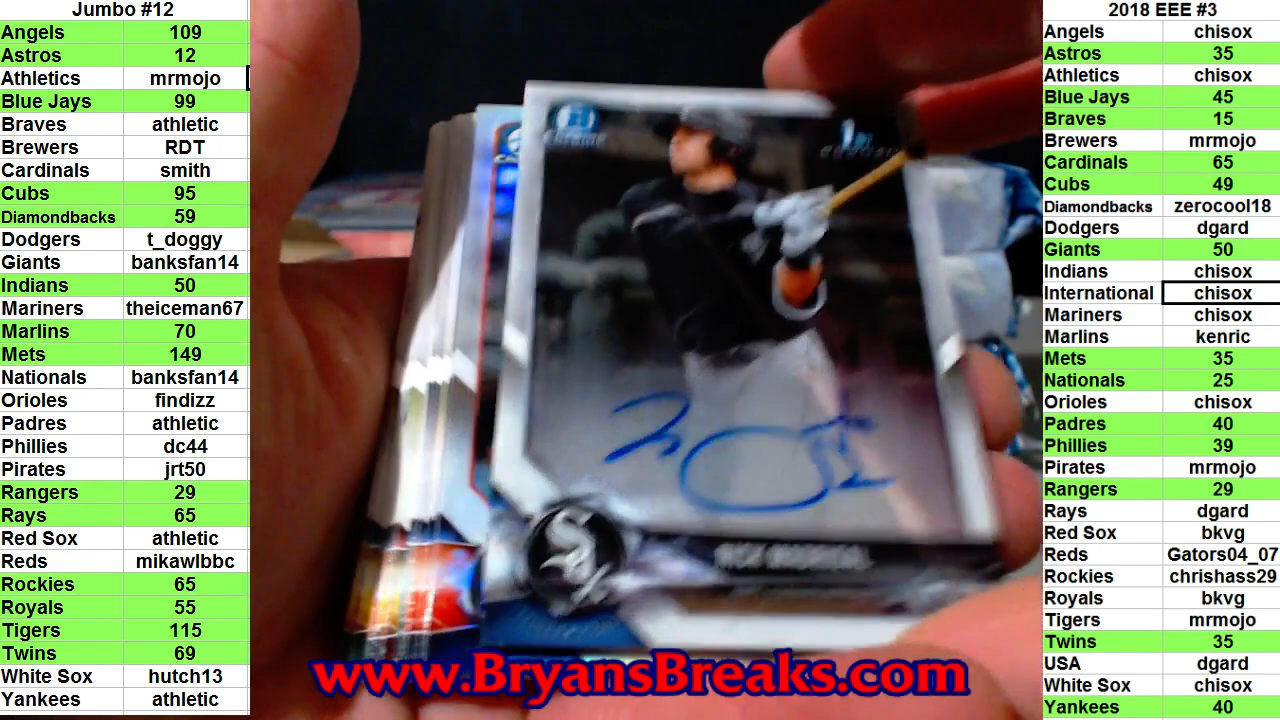 Jumbo #12
Angels 109
Astros 12
Athletics mrmojo
Blue Jays 99
Braves athletic
Brewers RDT
Cardinals smith
Cubs 95
Diamondbacks 59
Dodgers t_doggy
Giants banksfan14
Indians 50
Mariners theiceman67
Marlins 70
Mets 149
Nationals banksfan14
Orioles findizz
Padres athletic
Phillies dc44
Pirates jrt50
Rangers 29
Rays 65
Red Sox athletic
Reds mikawlbbc
Rockies 65
Royals 55
Tigers 115
Twins 69
White Sox hutch13
Yankees athletic
B
Chrome
1st
BOWMAN
Sox
NICK MADRIGAL
www.BryansBreaks.com
2018 EEE #3
Angels chisox
Astros 35
Athletics chisox
Blue Jays 45
Braves 15
Brewers mrmojo
Cardinals 65
Cubs 49
Diamondbacks zerocool18
Dodgers dgard
Giants 50
Indians chisox
International chisox
Mariners chisox
Marlins kenric
Mets 35
Nationals 25
Orioles chisox
Padres 40
Phillies 39
Pirates mrmojo
Rangers 29
Rays dgard
Red Sox bkvg
Reds Gators04_07
Rockies chrishass29
Royals bkvg
Tigers mrmojo
Twins 35
USA dgard
White Sox chisox
Yankees 40